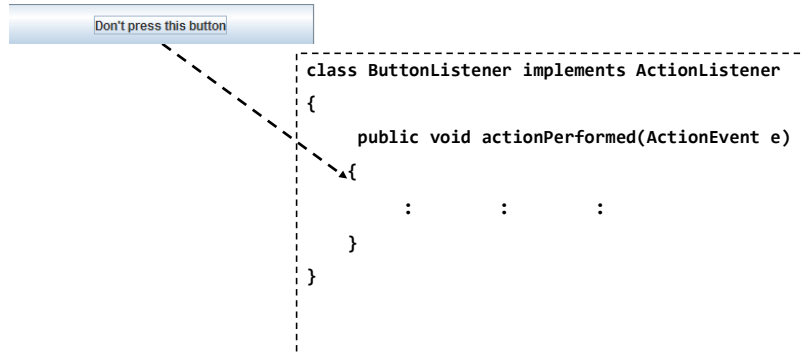 Don't press this button
class ButtonListener implements ActionListener
{
public void actionPerformed(ActionEvent e)
{
: : :
}
}